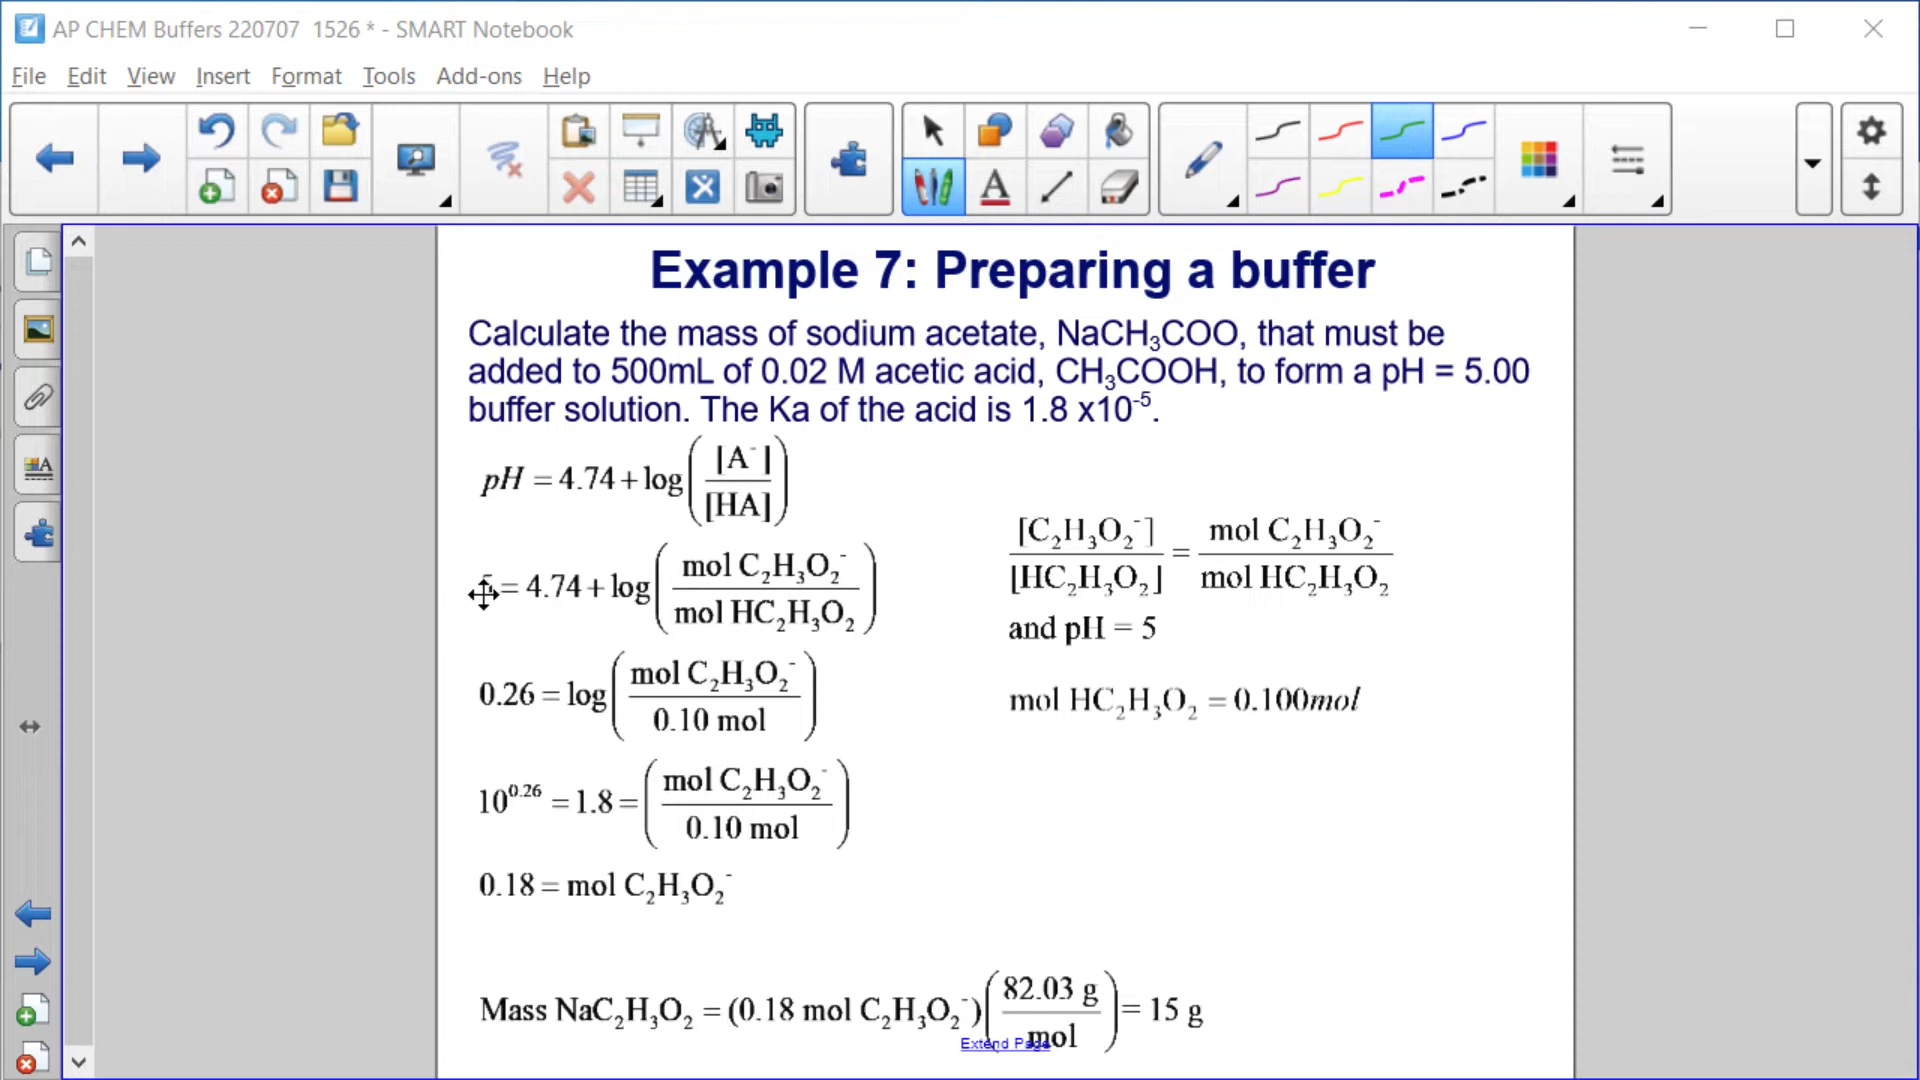 AP CHEM Buffers 220707 1526 * - SMART Notebook
File Edit View Insert Format Tools Add-ons Help
Example 7: Preparing a buffer
Calculate the mass of sodium acetate, NaCH₃COO, that must be
added to 500mL of 0.02 M acetic acid, CH₃COOH, to form a pH = 5.00
buffer solution. The Ka of the acid is 1.8 x10⁻⁵.
pH = 4.74 + log([A⁻]/[HA])
= 4.74 + log(mol C₂H₃O₂⁻/mol HC₂H₃O₂)
0.26 = log(mol C₂H₃O₂⁻/0.10 mol)
10⁰·²⁶ = 1.8 = (mol C₂H₃O₂⁻/0.10 mol)
0.18 = mol C₂H₃O₂⁻
[C₂H₃O₂⁻]/[HC₂H₃O₂] = mol C₂H₃O₂⁻/mol HC₂H₃O₂
and pH = 5
mol HC₂H₃O₂ = 0.100mol
Mass NaC₂H₃O₂ = (0.18 mol C₂H₃O₂⁻)(82.03 g/mol) = 15 g
Extend Page